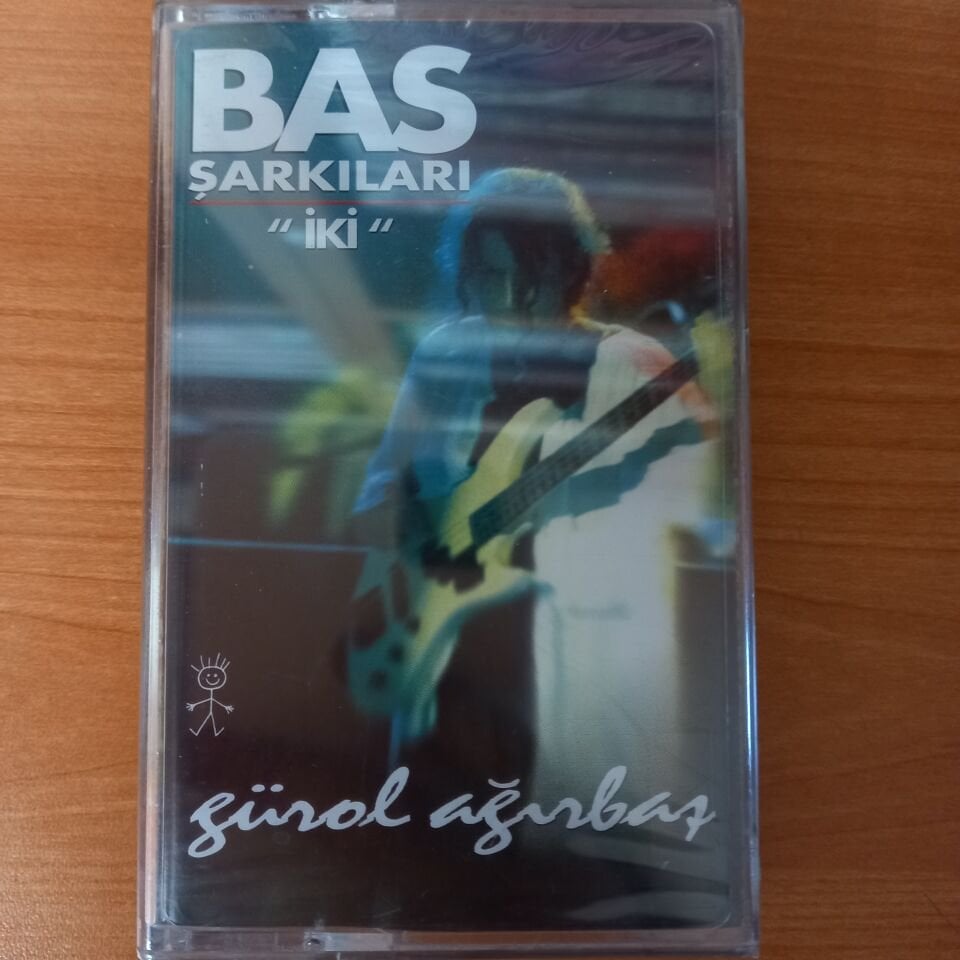 BAS
ŞARKILARI
“ İKİ “
gürol ağırbaş